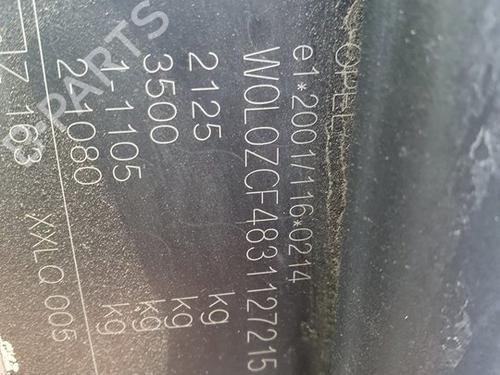 OPEL
e1*2001/116*0214
W0L0ZCF4831127215
2125 kg
3500 kg
1-1105 kg
2-1080 kg
Z 163 XXLQ 005
B PARTS